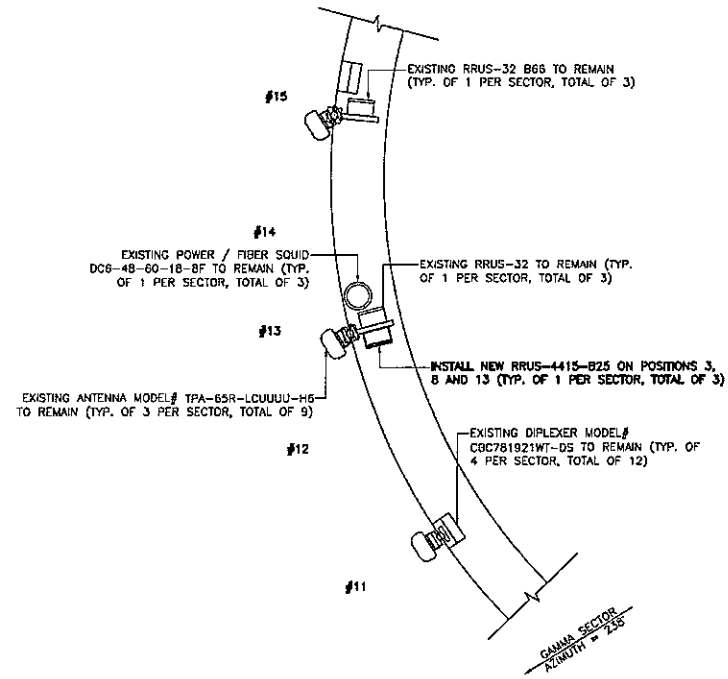 EXISTING RRUS-32 B66 TO REMAIN
(TYP. OF 1 PER SECTOR, TOTAL OF 3)
#15
#14
EXISTING POWER / FIBER SQUID
DC6-48-60-18-8F TO REMAIN (TYP.
OF 1 PER SECTOR, TOTAL OF 3)
EXISTING RRUS-32 TO REMAIN (TYP.
OF 1 PER SECTOR, TOTAL OF 3)
#13
INSTALL NEW RRUS-4415-B25 ON POSITIONS 3,
8 AND 13 (TYP. OF 1 PER SECTOR, TOTAL OF 3)
EXISTING ANTENNA MODEL# TPA-65R-LCUUUU-H6
TO REMAIN (TYP. OF 3 PER SECTOR, TOTAL OF 9)
#12
EXISTING DIPLEXER MODEL#
CBC781921WT-DS TO REMAIN (TYP. OF
4 PER SECTOR, TOTAL OF 12)
#11
GAMMA SECTOR
AZIMUTH = 238°